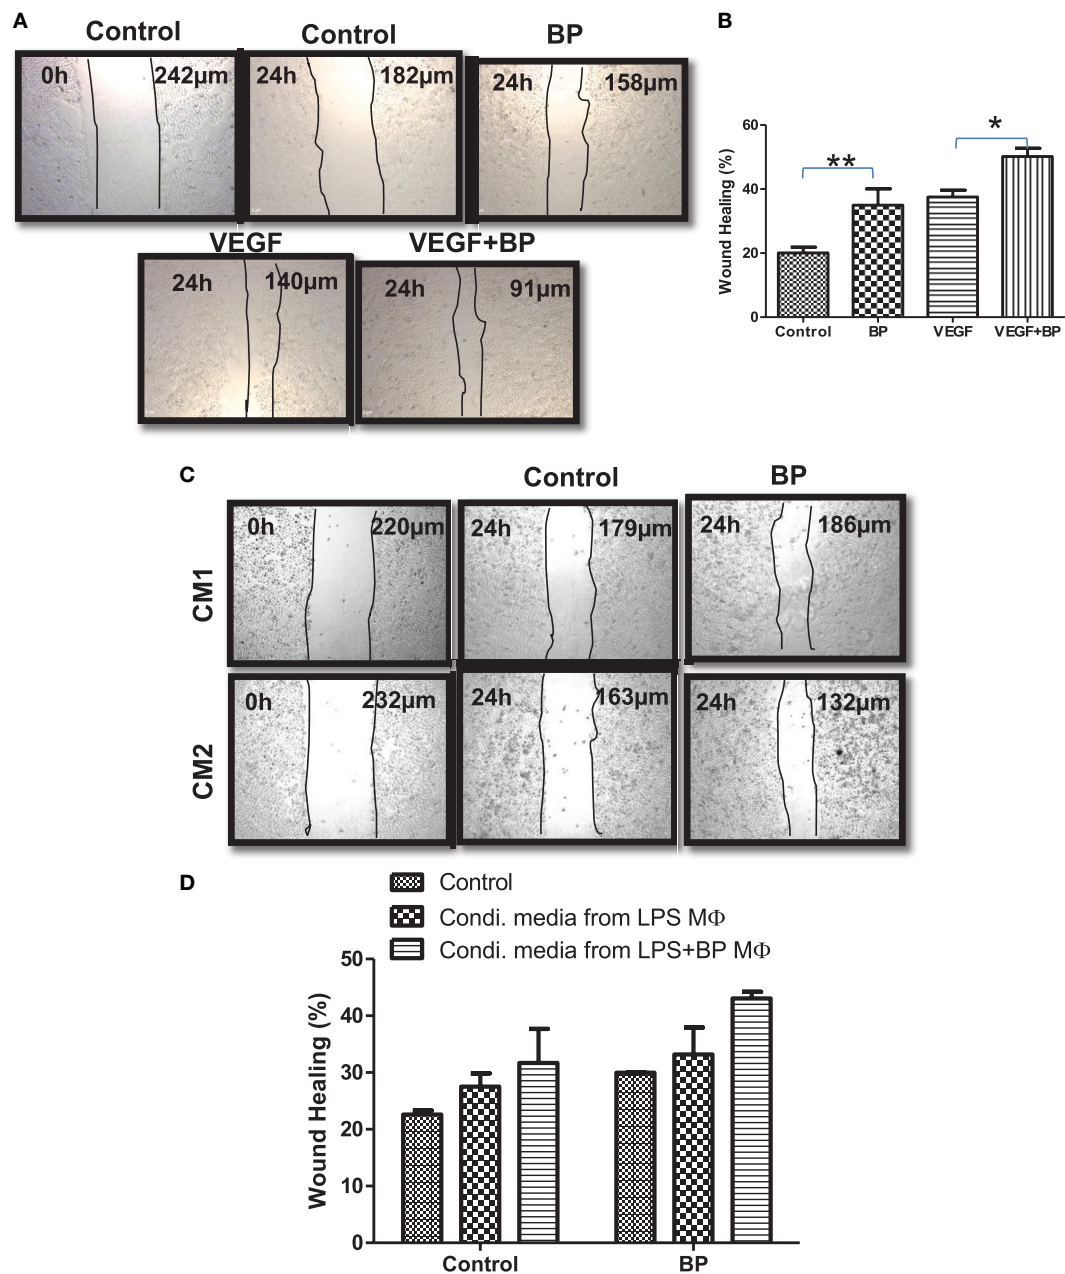 A
Control
Control
BP
0h 242µm
24h 182µm
24h 158µm
VEGF
VEGF+BP
24h 140µm
24h 91µm
B
Wound Healing (%)
60
40
20
0
**
*
Control BP VEGF VEGF+BP
C
Control
BP
CM1
0h 220µm
24h 179µm
24h 186µm
CM2
0h 232µm
24h 163µm
24h 132µm
D
Control
Condi. media from LPS MΦ
Condi. media from LPS+BP MΦ
Wound Healing (%)
50
40
30
20
10
0
Control BP